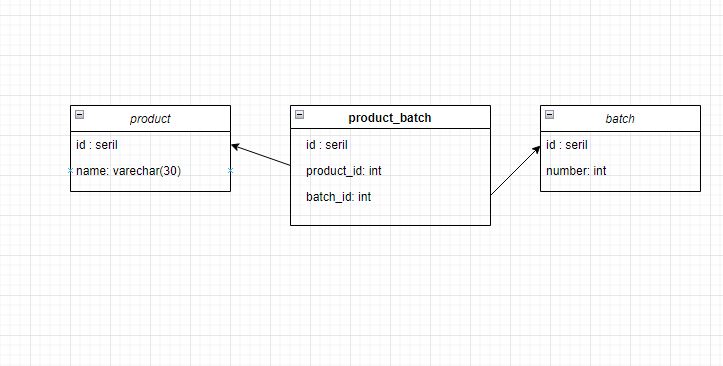 product
id : seril
name: varechar(30)
product_batch
id : seril
product_id: int
batch_id: int
batch
id : seril
number: int